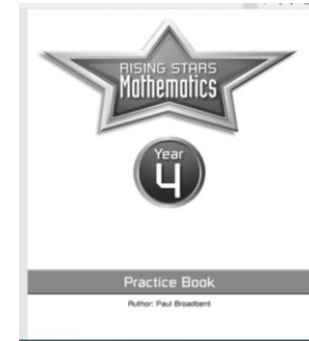 RISING STARS
Mathematics
Year
4
Practice Book
Author: Paul Broadbent